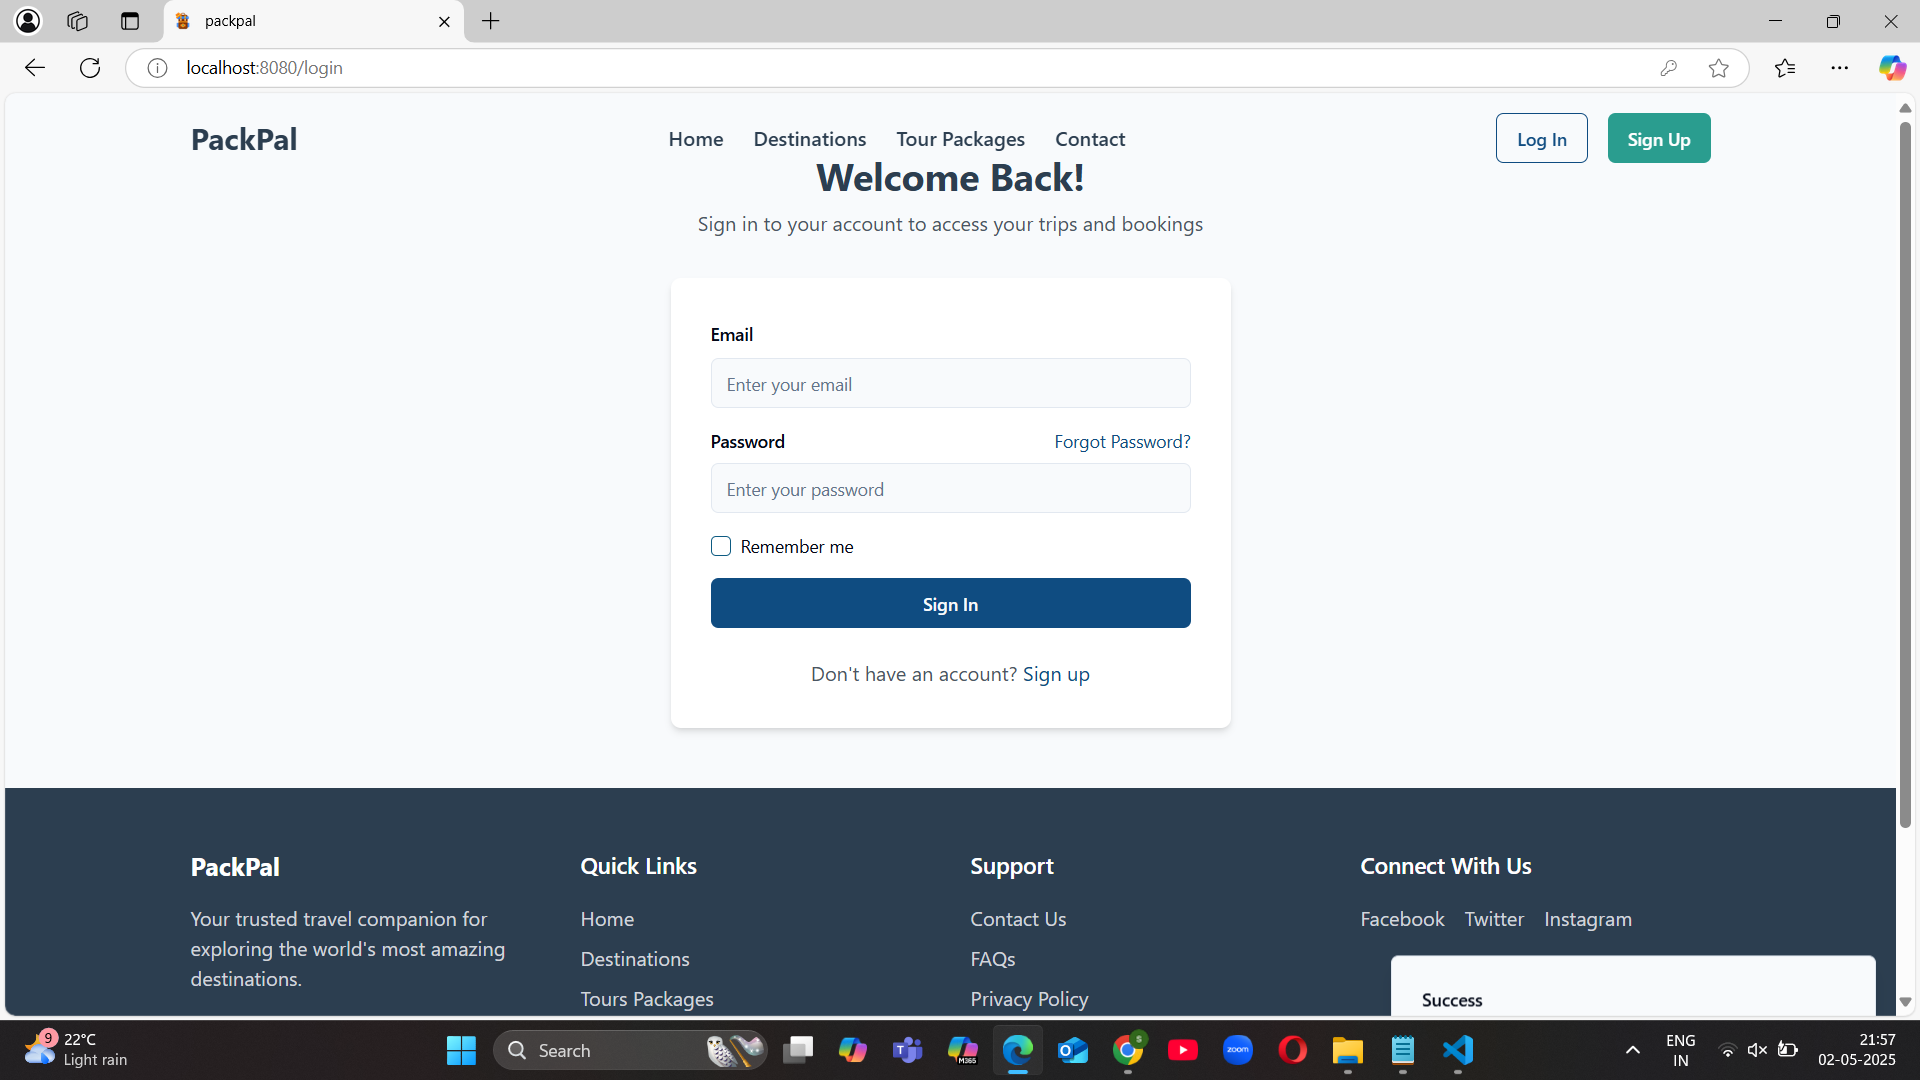 packpal
localhost:8080/login
PackPal
Home Destinations Tour Packages Contact
Log In
Sign Up
Welcome Back!
Sign in to your account to access your trips and bookings
Email
Enter your email
Password
Forgot Password?
Enter your password
Remember me
Sign In
Don't have an account? Sign up
PackPal
Your trusted travel companion for
exploring the world's most amazing
destinations.
Quick Links
Home
Destinations
Tours Packages
Support
Contact Us
FAQs
Privacy Policy
Connect With Us
Facebook Twitter Instagram
Success
9
22°C
Light rain
Search
M365
zoom
S
ENG
IN
21:57
02-05-2025